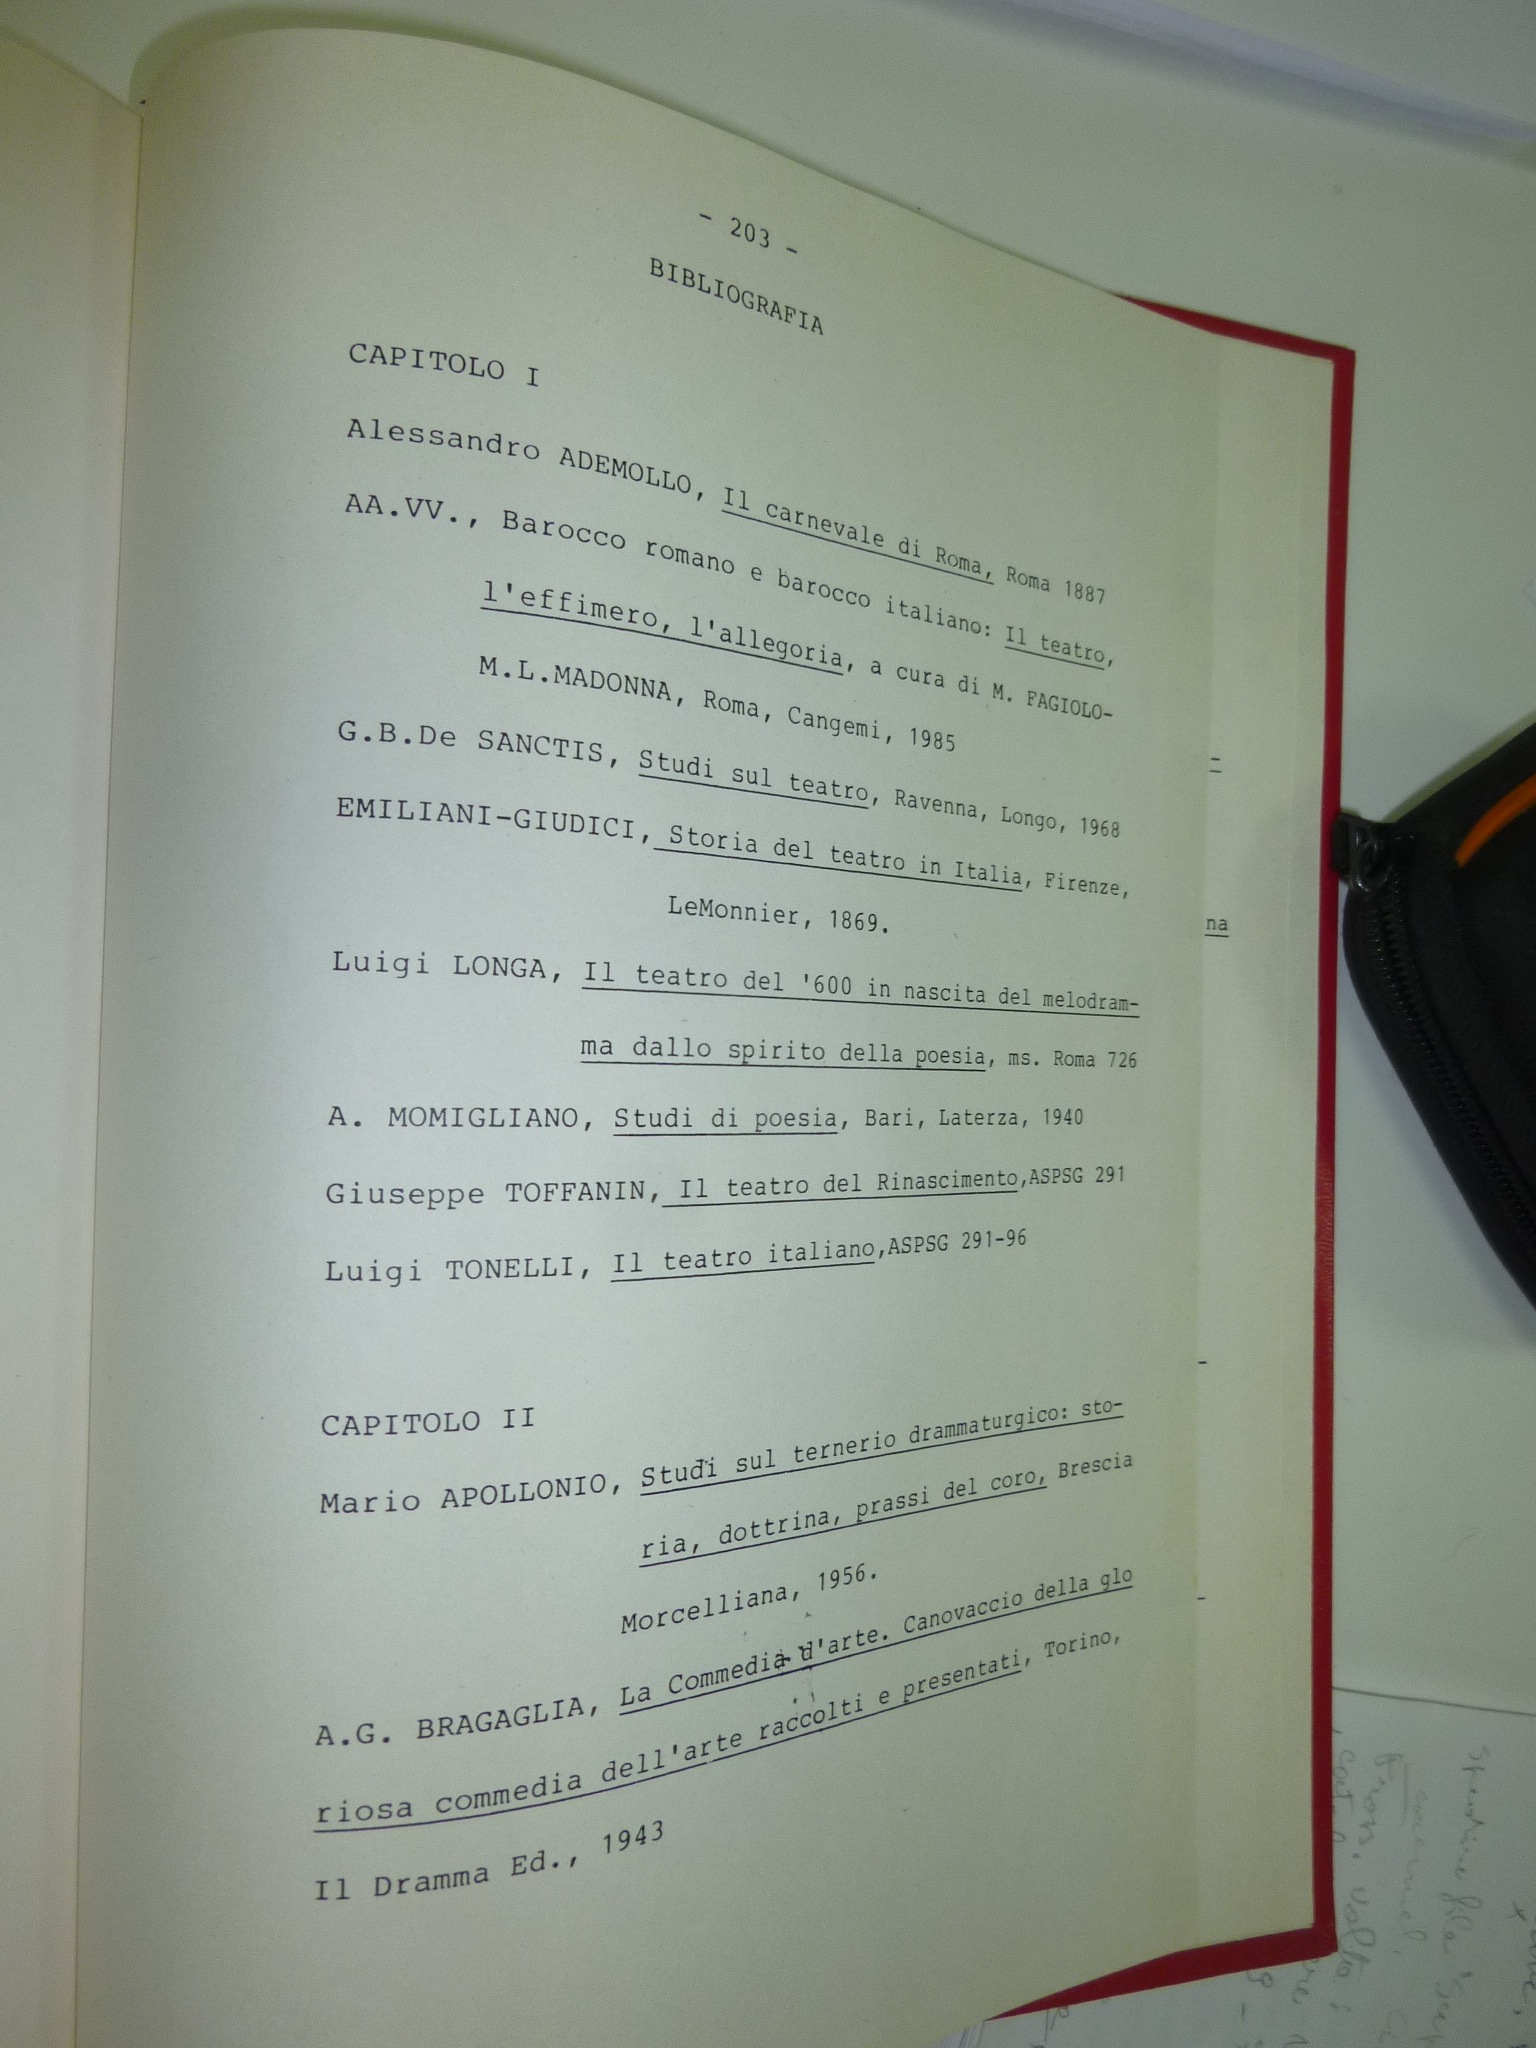 - 203 -
BIBLIOGRAFIA
CAPITOLO I
Alessandro ADEMOLLO, Il carnevale di Roma, Roma 1887
AA.VV., Barocco romano e barocco italiano: Il teatro,
l'effimero, l'allegoria, a cura di M. FAGIOLO-
M.L.MADONNA, Roma, Cangemi, 1985
G.B.De SANCTIS, Studi sul teatro, Ravenna, Longo, 1968
EMILIANI-GIUDICI, Storia del teatro in Italia, Firenze,
LeMonnier, 1869.
na
Luigi LONGA, Il teatro del '600 in nascita del melodram-
ma dallo spirito della poesia, ms. Roma 726
A. MOMIGLIANO, Studi di poesia, Bari, Laterza, 1940
Giuseppe TOFFANIN, Il teatro del Rinascimento,ASPSG 291
Luigi TONELLI, Il teatro italiano,ASPSG 291-96
CAPITOLO II
Mario APOLLONIO, Studi sul ternerio drammaturgico: sto-
ria, dottrina, prassi del coro, Brescia
Morcelliana, 1956.
A.G. BRAGAGLIA, La Commedia d'arte. Canovaccio della glo
riosa commedia dell'arte raccolti e presentati, Torino,
Il Dramma Ed., 1943